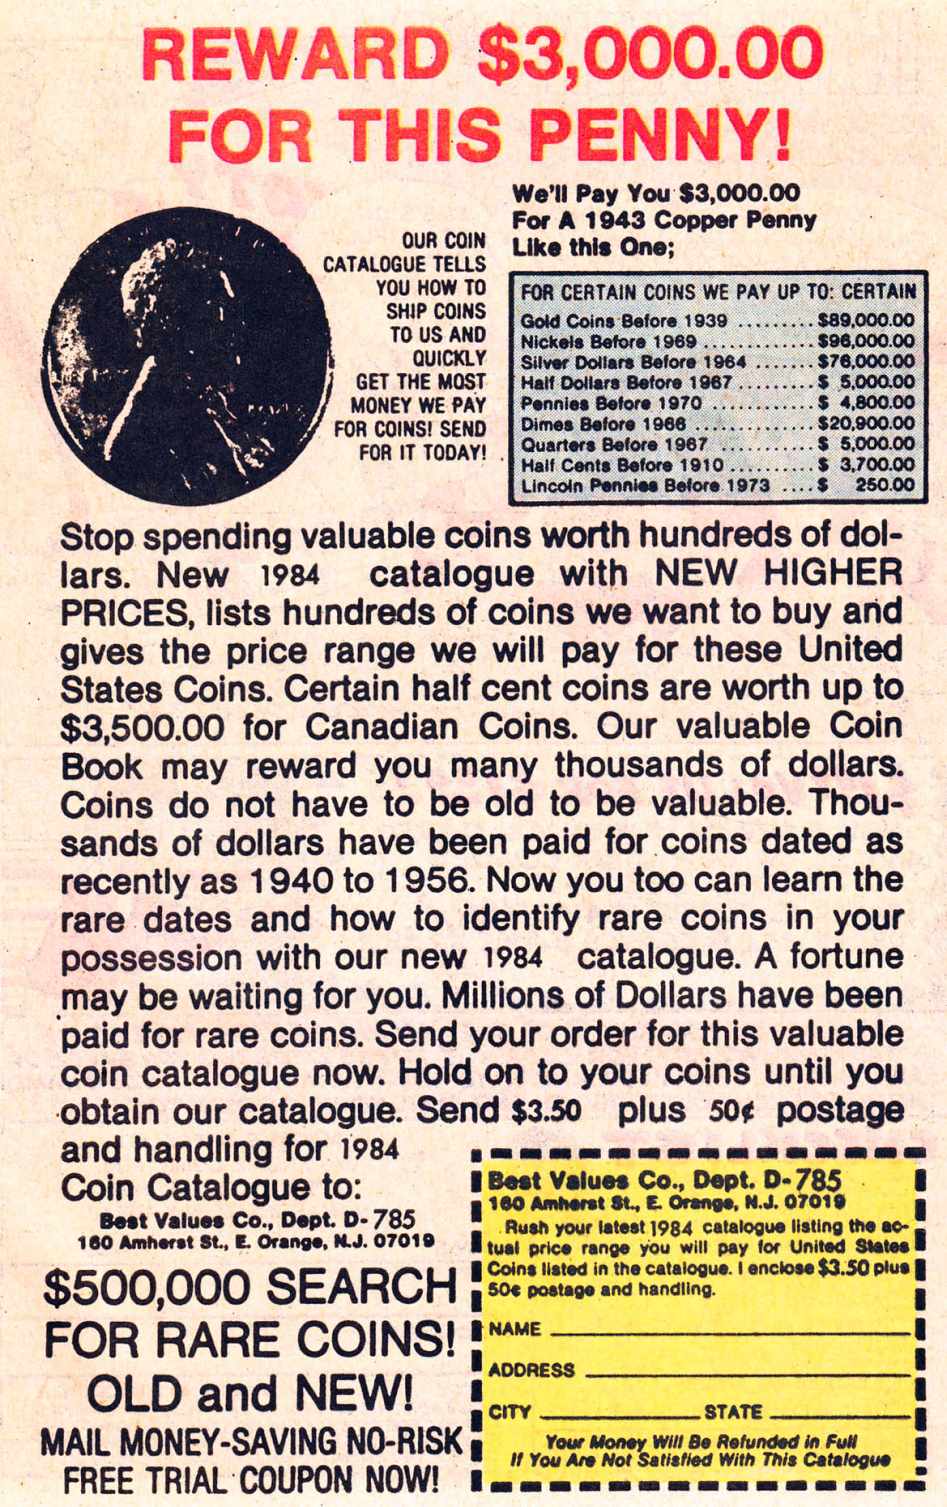 REWARD $3,000.00
FOR THIS PENNY!
We'll Pay You $3,000.00
For A 1943 Copper Penny
Like this One;
OUR COIN
CATALOGUE TELLS
YOU HOW TO
SHIP COINS
TO US AND
QUICKLY
GET THE MOST
MONEY WE PAY
FOR COINS! SEND
FOR IT TODAY!
FOR CERTAIN COINS WE PAY UP TO: CERTAIN
Gold Coins Before 1939 ......... $89,000.00
Nickels Before 1969 ............. $96,000.00
Silver Dollars Before 1964 ....... $76,000.00
Half Dollars Before 1967 ......... $ 5,000.00
Pennies Before 1970 ............ $ 4,800.00
Dimes Before 1966 .............. $20,900.00
Quarters Before 1967 ........... $ 5,000.00
Half Cents Before 1910 .......... $ 3,700.00
Lincoln Pennies Before 1973 .... $ 250.00
Stop spending valuable coins worth hundreds of dol-
lars. New 1984 catalogue with NEW HIGHER
PRICES, lists hundreds of coins we want to buy and
gives the price range we will pay for these United
States Coins. Certain half cent coins are worth up to
$3,500.00 for Canadian Coins. Our valuable Coin
Book may reward you many thousands of dollars.
Coins do not have to be old to be valuable. Thou-
sands of dollars have been paid for coins dated as
recently as 1940 to 1956. Now you too can learn the
rare dates and how to identify rare coins in your
possession with our new 1984 catalogue. A fortune
may be waiting for you. Millions of Dollars have been
paid for rare coins. Send your order for this valuable
coin catalogue now. Hold on to your coins until you
obtain our catalogue. Send $3.50 plus 50¢ postage
and handling for 1984
Coin Catalogue to:
Best Values Co., Dept. D-785
160 Amherst St., E. Orange, N.J. 07019
$500,000 SEARCH
FOR RARE COINS!
OLD and NEW!
MAIL MONEY-SAVING NO-RISK
FREE TRIAL COUPON NOW!
Best Values Co., Dept. D-785
160 Amherst St., E. Orange, N.J. 07019
Rush your latest 1984 catalogue listing the ac-
tual price range you will pay for United States
Coins listed in the catalogue. I enclose $3.50 plus
50¢ postage and handling.
NAME
ADDRESS
CITY STATE
Your Money Will Be Refunded in Full
If You Are Not Satisfied With This Catalogue